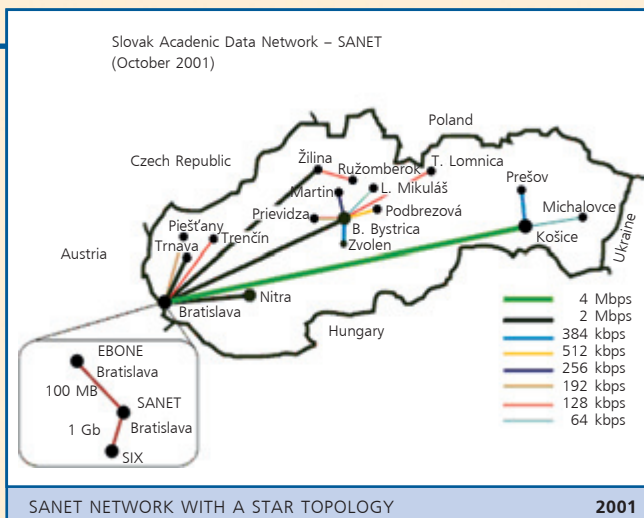 Slovak Acadenic Data Network – SANET
(October 2001)
Poland
Czech Republic
Žilina
Ružomberok
T. Lomnica
Martin
L. Mikuláš
Prešov
Piešťany
Prievidza
Podbrezová
Michalovce
Trnava
Trenčín
B. Bystrica
Košice
Ukraine
Austria
Zvolen
Nitra
Bratislava
Hungary
4 Mbps
2 Mbps
384 kbps
512 kbps
256 kbps
192 kbps
128 kbps
64 kbps
EBONE
Bratislava
100 MB
SANET
Bratislava
1 Gb
SIX
SANET NETWORK WITH A STAR TOPOLOGY 2001